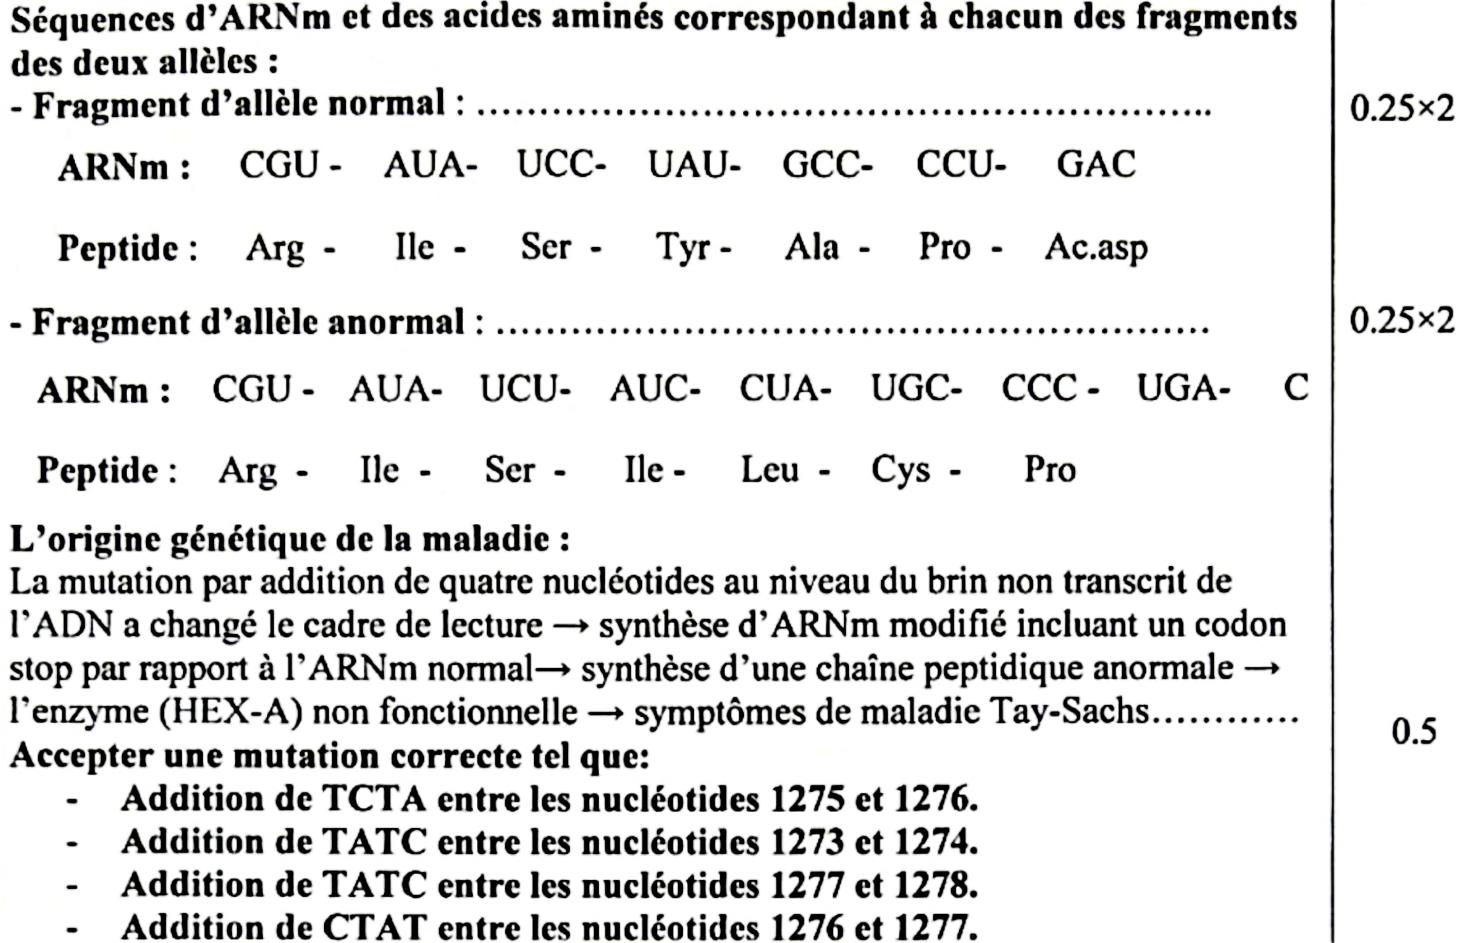 Séquences d'ARNm et des acides aminés correspondant à chacun des fragments
des deux allèles :
- Fragment d'allèle normal : ………………………………………………………………….. 0.25×2
ARNm : CGU - AUA- UCC- UAU- GCC- CCU- GAC
Peptide : Arg - Ile - Ser - Tyr - Ala - Pro - Ac.asp
- Fragment d'allèle anormal : ………………………………………………………………. 0.25×2
ARNm : CGU - AUA- UCU- AUC- CUA- UGC- CCC - UGA- C
Peptide : Arg - Ile - Ser - Ile - Leu - Cys - Pro
L'origine génétique de la maladie :
La mutation par addition de quatre nucléotides au niveau du brin non transcrit de
l'ADN a changé le cadre de lecture → synthèse d'ARNm modifié incluant un codon
stop par rapport à l'ARNm normal→ synthèse d'une chaîne peptidique anormale →
l'enzyme (HEX-A) non fonctionnelle → symptômes de maladie Tay-Sachs………… 0.5
Accepter une mutation correcte tel que:
- Addition de TCTA entre les nucléotides 1275 et 1276.
- Addition de TATC entre les nucléotides 1273 et 1274.
- Addition de TATC entre les nucléotides 1277 et 1278.
- Addition de CTAT entre les nucléotides 1276 et 1277.